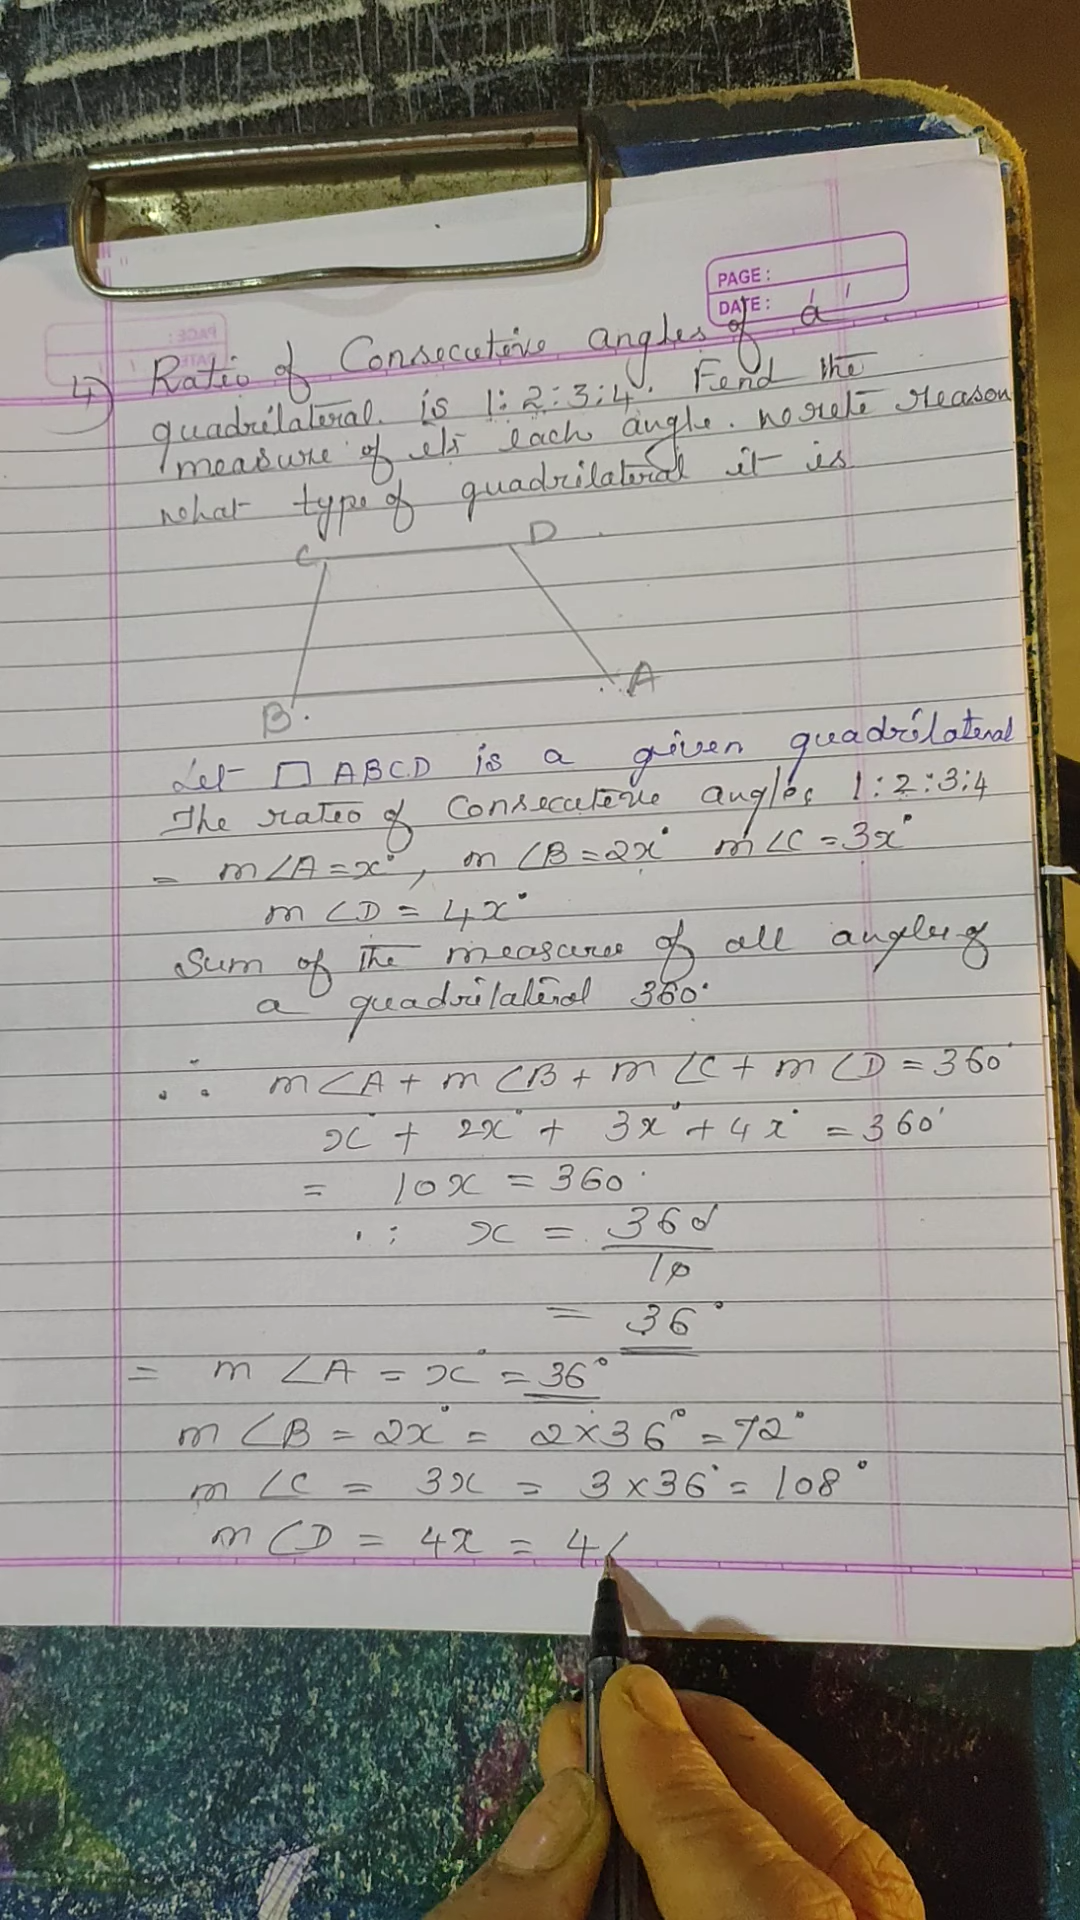 PAGE:
DATE:
4) Ratio of Consecutive angles of a
quadrilateral. is 1:2:3:4. Fend the
measure of its each angle. write reason
what type of quadrilateral it is
C D
B A
Let □ ABCD is a given quadrilateral
The ratio of Consecuteve angles 1:2:3:4
= m∠A = x°, m∠B = 2x° m∠C = 3x°
m∠D = 4x°
Sum of the measures of all angles of
a quadrilateral 360°
∴ m∠A + m∠B + m∠C + m∠D = 360°
x° + 2x° + 3x° + 4x° = 360°
= 10x = 360°
∴ x = 360
10
= 36°
= m∠A = x° = 36°
m∠B = 2x° = 2×36° = 72°
m∠C = 3x = 3×36° = 108°
m∠D = 4x = 4